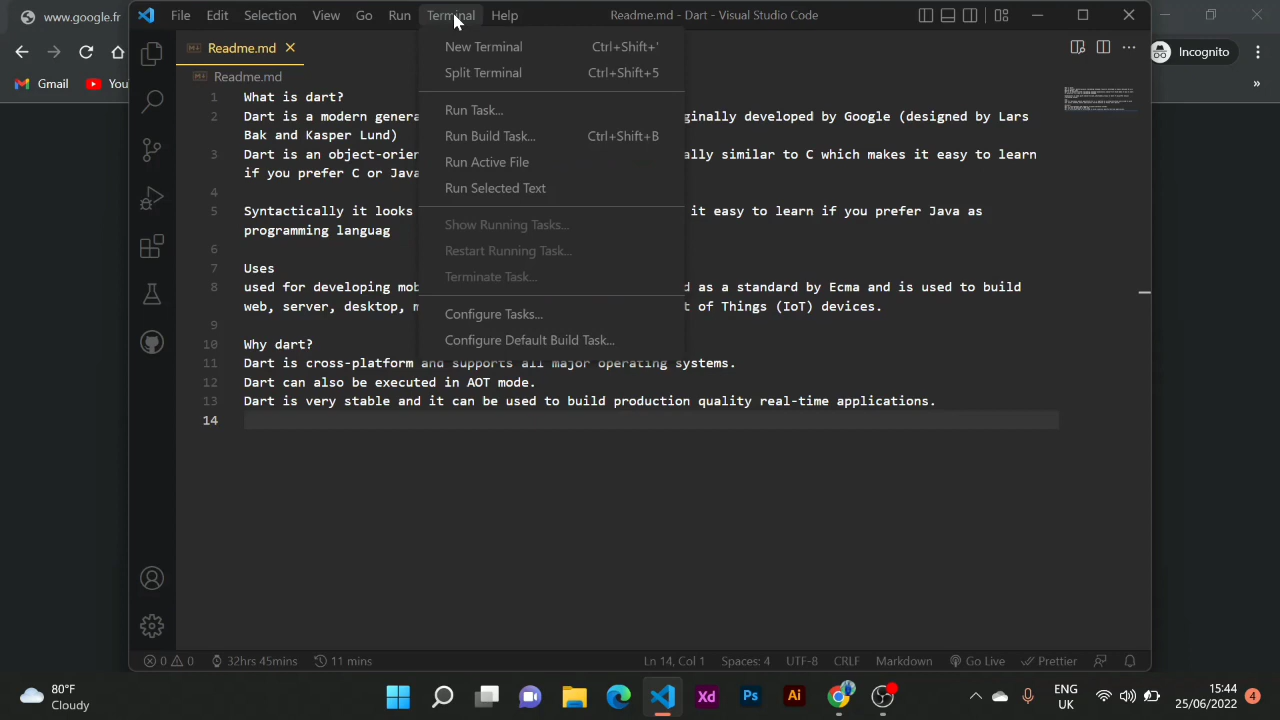 www.google.fr
File Edit Selection View Go Run Terminal Help Readme.md - Dart - Visual Studio Code
Incognito
Gmail You
»
Readme.md
Readme.md
New Terminal Ctrl+Shift+'
Split Terminal Ctrl+Shift+5
Run Task...
Run Build Task... Ctrl+Shift+B
Run Active File
Run Selected Text
Show Running Tasks...
Restart Running Task...
Terminate Task...
Configure Tasks...
Configure Default Build Task...
1 What is dart?
2 Dart is a modern ginally developed by Google (designed by Lars
Bak and Kasper Lund)
3 Dart is an object-orien ally similar to C which makes it easy to learn
if you prefer C or Java
4
5 Syntactically it looks it easy to learn if you prefer Java as
programming languag
6
7 Uses
8 used for developing mob d as a standard by Ecma and is used to build
web, server, desktop, m t of Things (IoT) devices.
9
10 Why dart?
11 Dart is cross-platform and supports all major operating systems.
12 Dart can also be executed in iOT mode.
13 Dart is very stable and it can be used to build production quality real-time applications.
14
0 0 32hrs 45mins 11 mins Ln 14, Col 1 Spaces: 4 UTF-8 CRLF Markdown Go Live Prettier
80°F
Cloudy
Xd Ps Ai
ENG
UK
15:44
25/06/2022
4